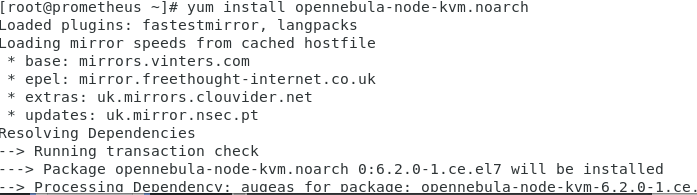 [root@prometheus ~]# yum install opennebula-node-kvm.noarch
Loaded plugins: fastestmirror, langpacks
Loading mirror speeds from cached hostfile
 * base: mirrors.vinters.com
 * epel: mirror.freethought-internet.co.uk
 * extras: uk.mirrors.clouvider.net
 * updates: uk.mirror.nsec.pt
Resolving Dependencies
--> Running transaction check
---> Package opennebula-node-kvm.noarch 0:6.2.0-1.ce.el7 will be installed
--> Processing Dependency: augeas for package: opennebula-node-kvm-6.2.0-1.ce.